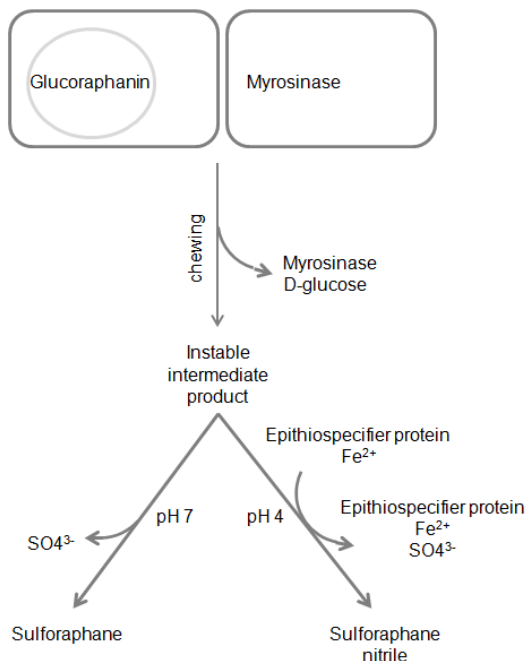 Glucoraphanin
Myrosinase
chewing
Myrosinase
D-glucose
Instable
intermediate
product
Epithiospecifier protein
Fe²⁺
pH 7
pH 4
Epithiospecifier protein
Fe²⁺
SO4³⁻
SO4³⁻
Sulforaphane
Sulforaphane
nitrile